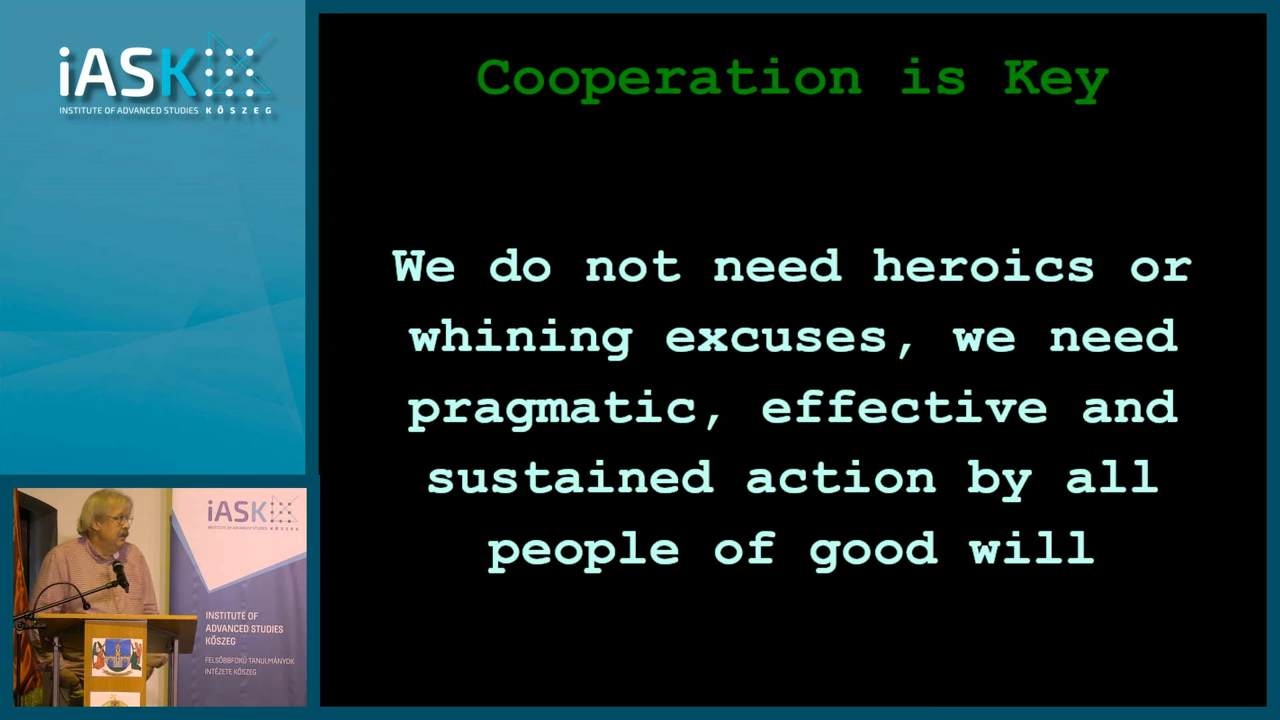 iASK
INSTITUTE OF ADVANCED STUDIES KŐSZEG
Cooperation is Key
We do not need heroics or
whining excuses, we need
pragmatic, effective and
sustained action by all
people of good will
iASK
INSTITUTE OF ADVANCED STUDIES KŐSZEG
INSTITUTE OF
ADVANCED STUDIES
KŐSZEG
FELSŐBBFOKÚ TANULMÁNYOK
INTÉZETE KŐSZEG